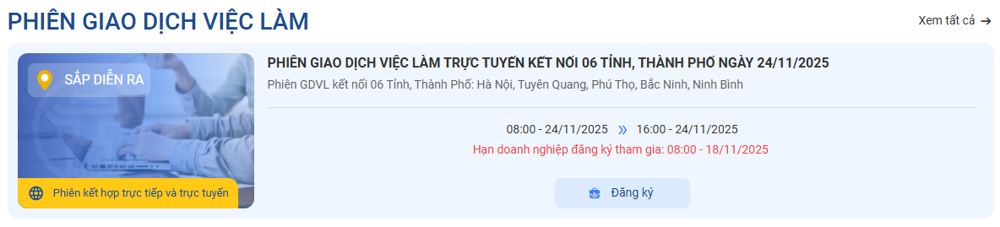 PHIÊN GIAO DỊCH VIỆC LÀM
Xem tất cả
SẮP DIỄN RA
Phiên kết hợp trực tiếp và trực tuyến
PHIÊN GIAO DỊCH VIỆC LÀM TRỰC TUYẾN KẾT NỐI 06 TỈNH, THÀNH PHỐ NGÀY 24/11/2025
Phiên GDVL kết nối 06 Tỉnh, Thành Phố: Hà Nội, Tuyên Quang, Phú Thọ, Bắc Ninh, Ninh Bình
08:00 - 24/11/2025 » 16:00 - 24/11/2025
Hạn doanh nghiệp đăng ký tham gia: 08:00 - 18/11/2025
Đăng ký